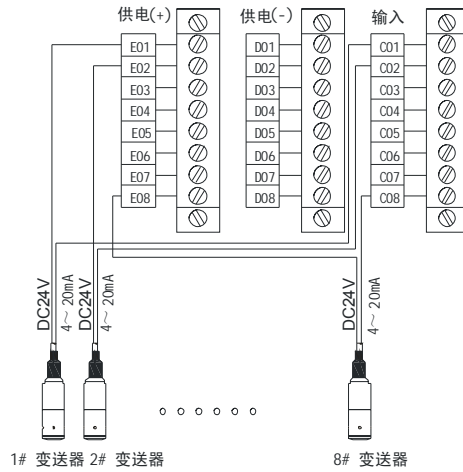 供电(+) 供电(-) 输入
E01 D01 C01
E02 D02 C02
E03 D03 C03
E04 D04 C04
E05 D05 C05
E06 D06 C06
E07 D07 C07
E08 D08 C08
DC24V
4～20mA
DC24V
4～20mA
DC24V
4～20mA
1# 变送器 2# 变送器 8# 变送器